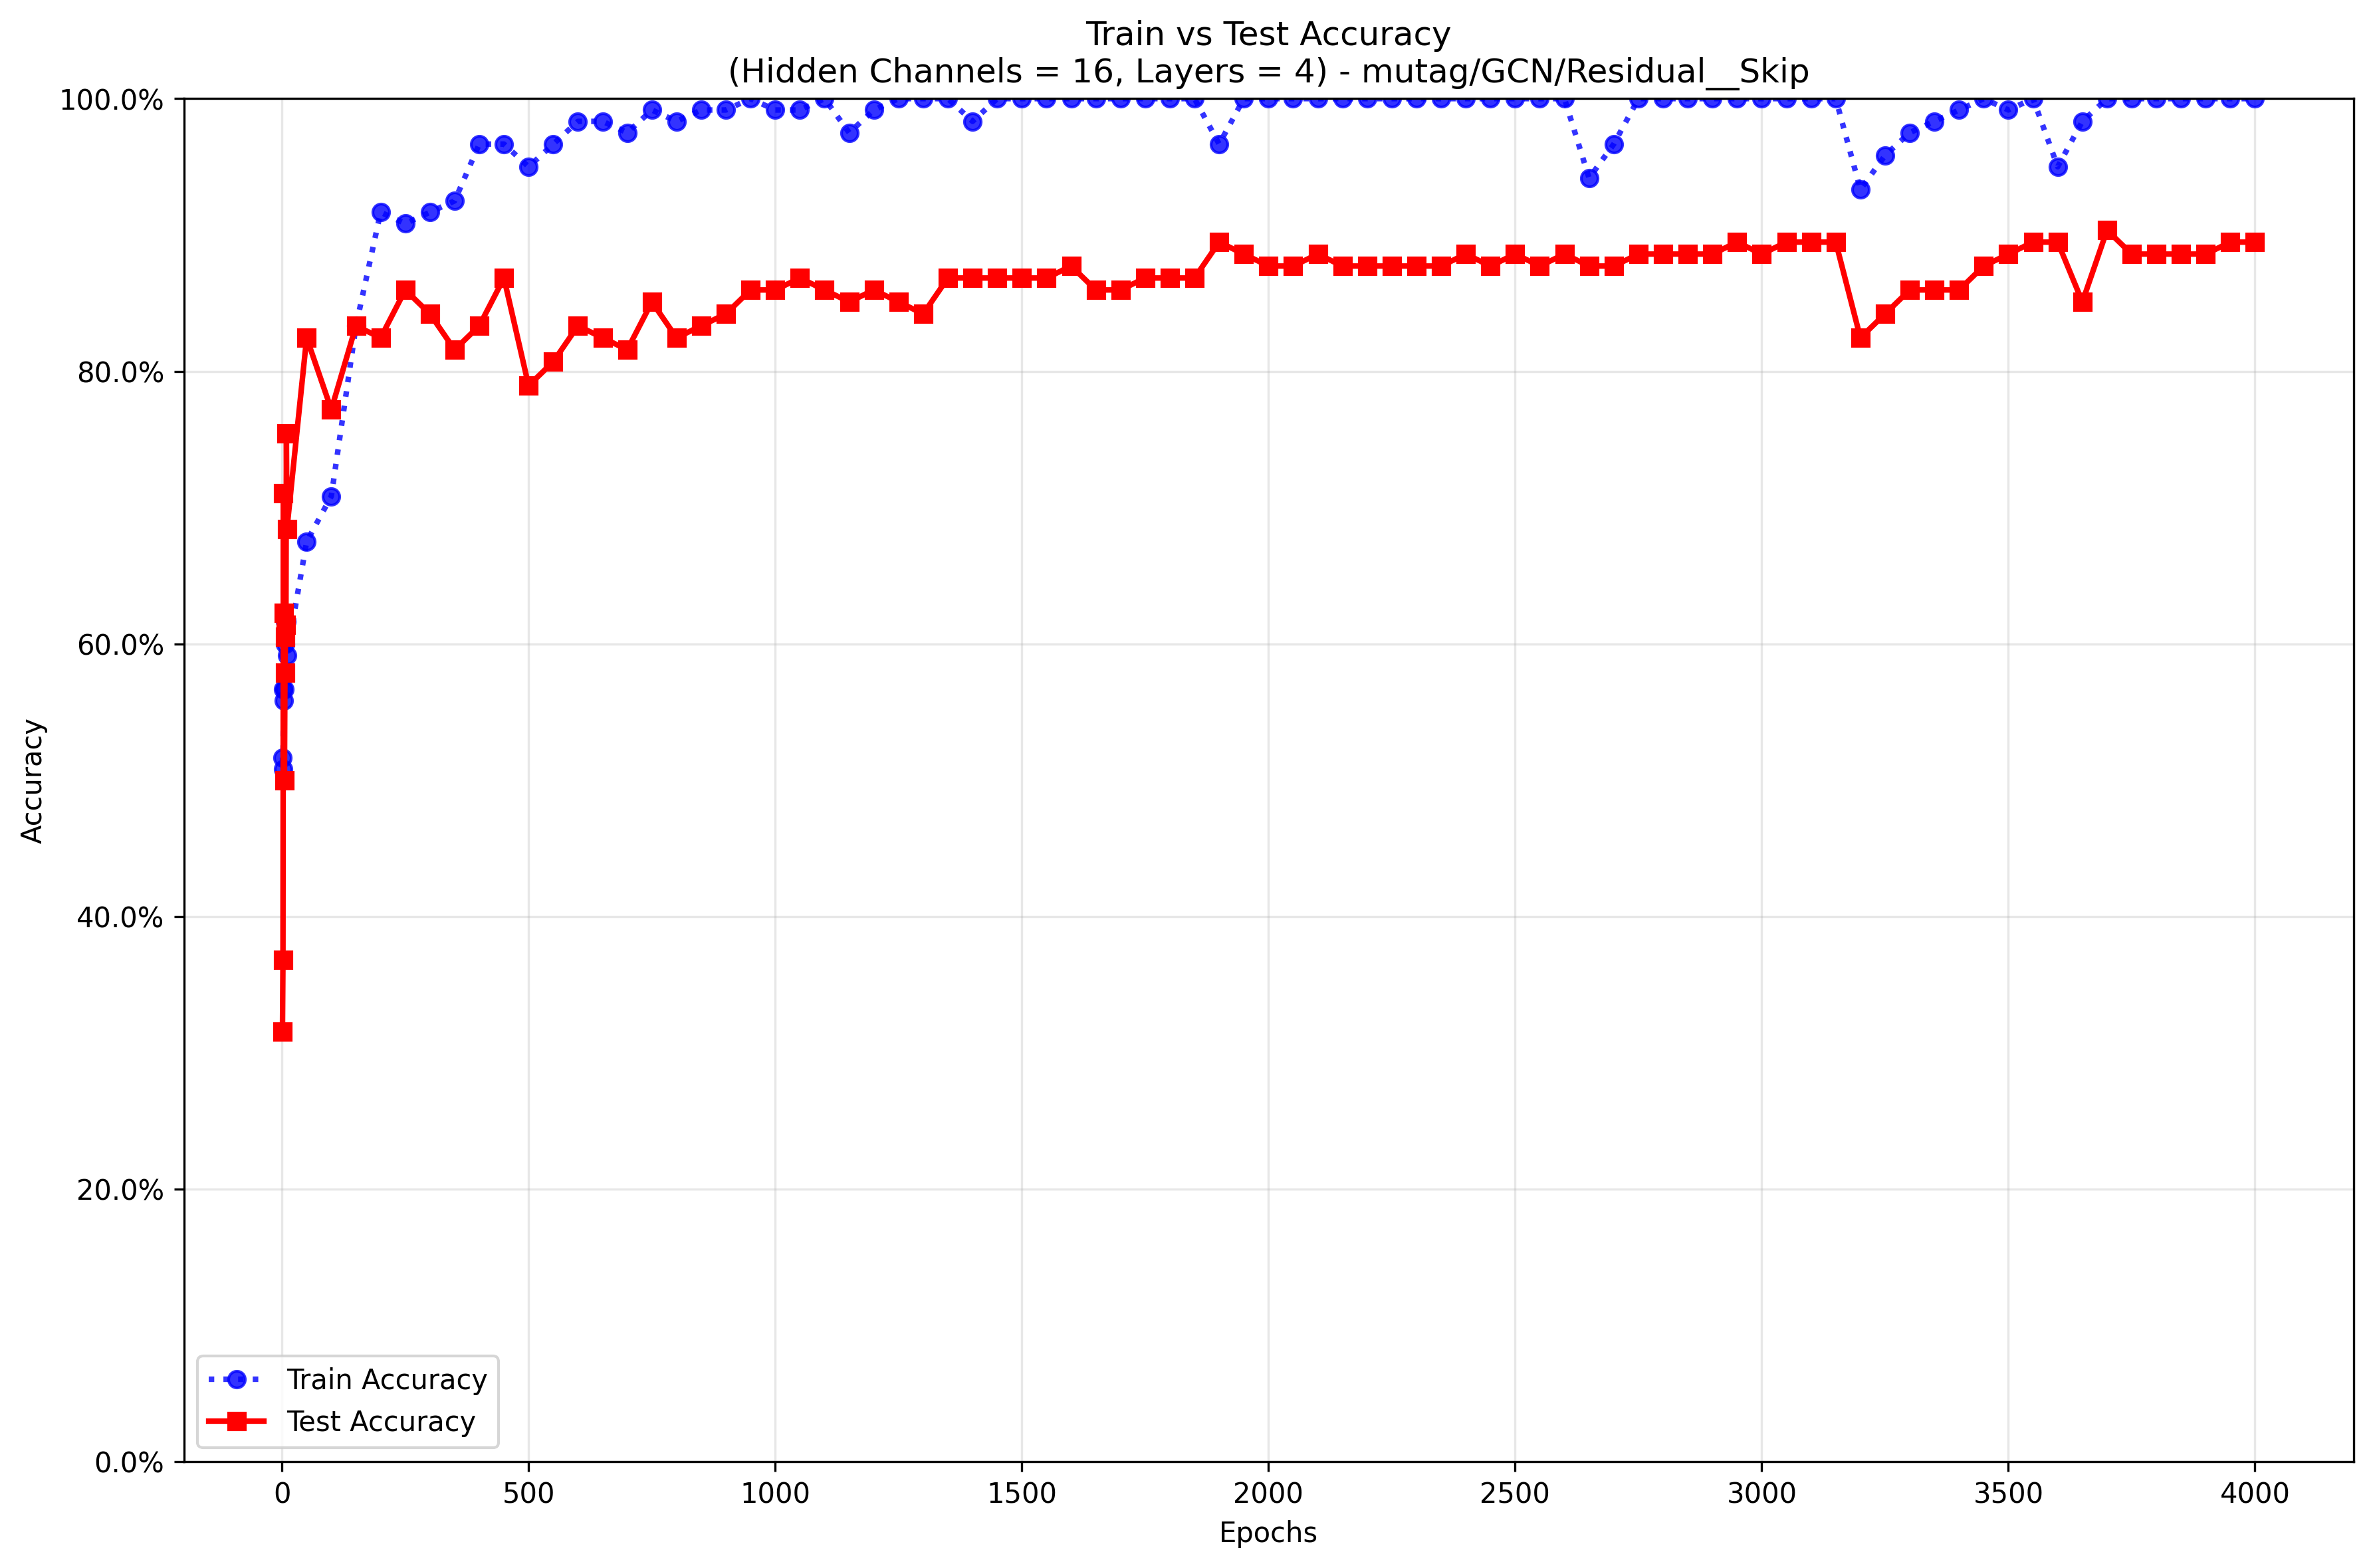 Train vs Test Accuracy
(Hidden Channels = 16, Layers = 4) - mutag/GCN/Residual__Skip
100.0%
80.0%
60.0%
40.0%
20.0%
0.0%
Accuracy
Train Accuracy
Test Accuracy
0 500 1000 1500 2000 2500 3000 3500 4000
Epochs